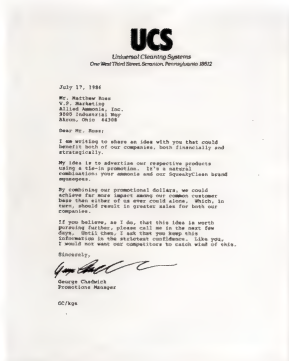 UCS
Universal Cleaning Systems
One West Third Street, Scranton, Pennsylvania 18512
July 17, 1986
Mr. Matthew Ross
V.P. Marketing
Allied Ammonia, Inc.
9005 Industrial Way
Akron, Ohio 44308
Dear Mr. Ross:
I am writing to share an idea with you that could
benefit both of our companies, both financially and
strategically.
My idea is to advertise our respective products
using a tie-in promotion. It's a natural
combination: your ammonia and our SqueakyClean brand
squeegees.
By combining our promotional dollars, we could
achieve far more impact among our common customer
base than either of us ever could alone. Which, in
turn, should result in greater sales for both our
companies.
If you believe, as I do, that this idea is worth
pursuing further, please call me in the next few
days. Until then, I ask that you keep this
information in the strictest confidence. Like you,
I would not want our competitors to catch wind of this.
Sincerely,
George Chadwick
Promotions Manager
GC/kgs